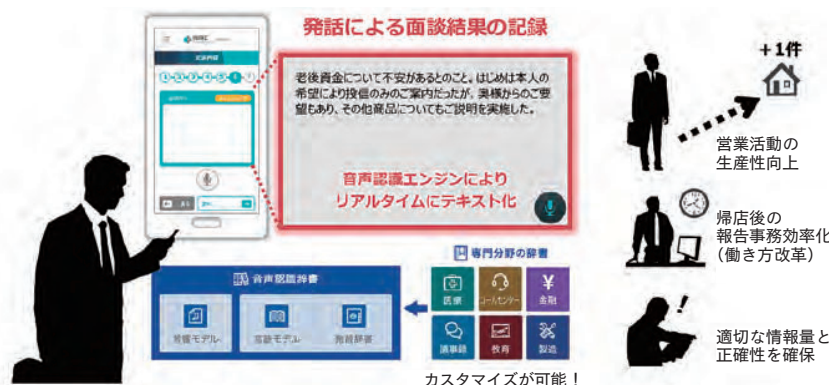 発話による面談結果の記録
老後資金について不安があるとのこと。はじめは本人の
希望により投信のみのご案内だったが、奥様からのご要
望もあり、その他商品についてもご説明を実施した。
音声認識エンジンにより
リアルタイムにテキスト化
+1件
営業活動の
生産性向上
帰店後の
報告事務効率化
(働き方改革)
適切な情報量と
正確性を確保
専門分野の辞書
医療
コールセンター
金融
議事録
教育
製造
カスタマイズが可能!
音声認識辞書
音響モデル
言語モデル
発音辞書